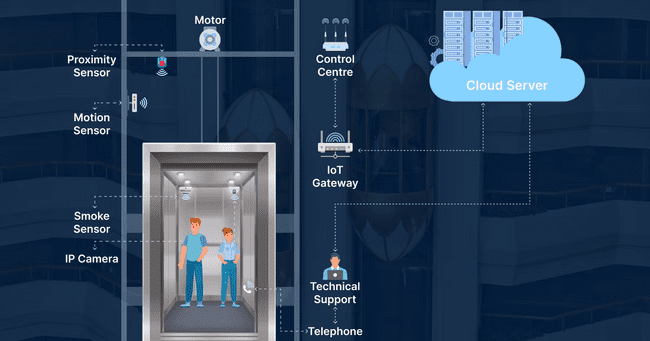 Motor
Proximity
Sensor
Motion
Sensor
Smoke
Sensor
IP Camera
Control
Centre
Cloud Server
IoT
Gateway
Technical
Support
Telephone